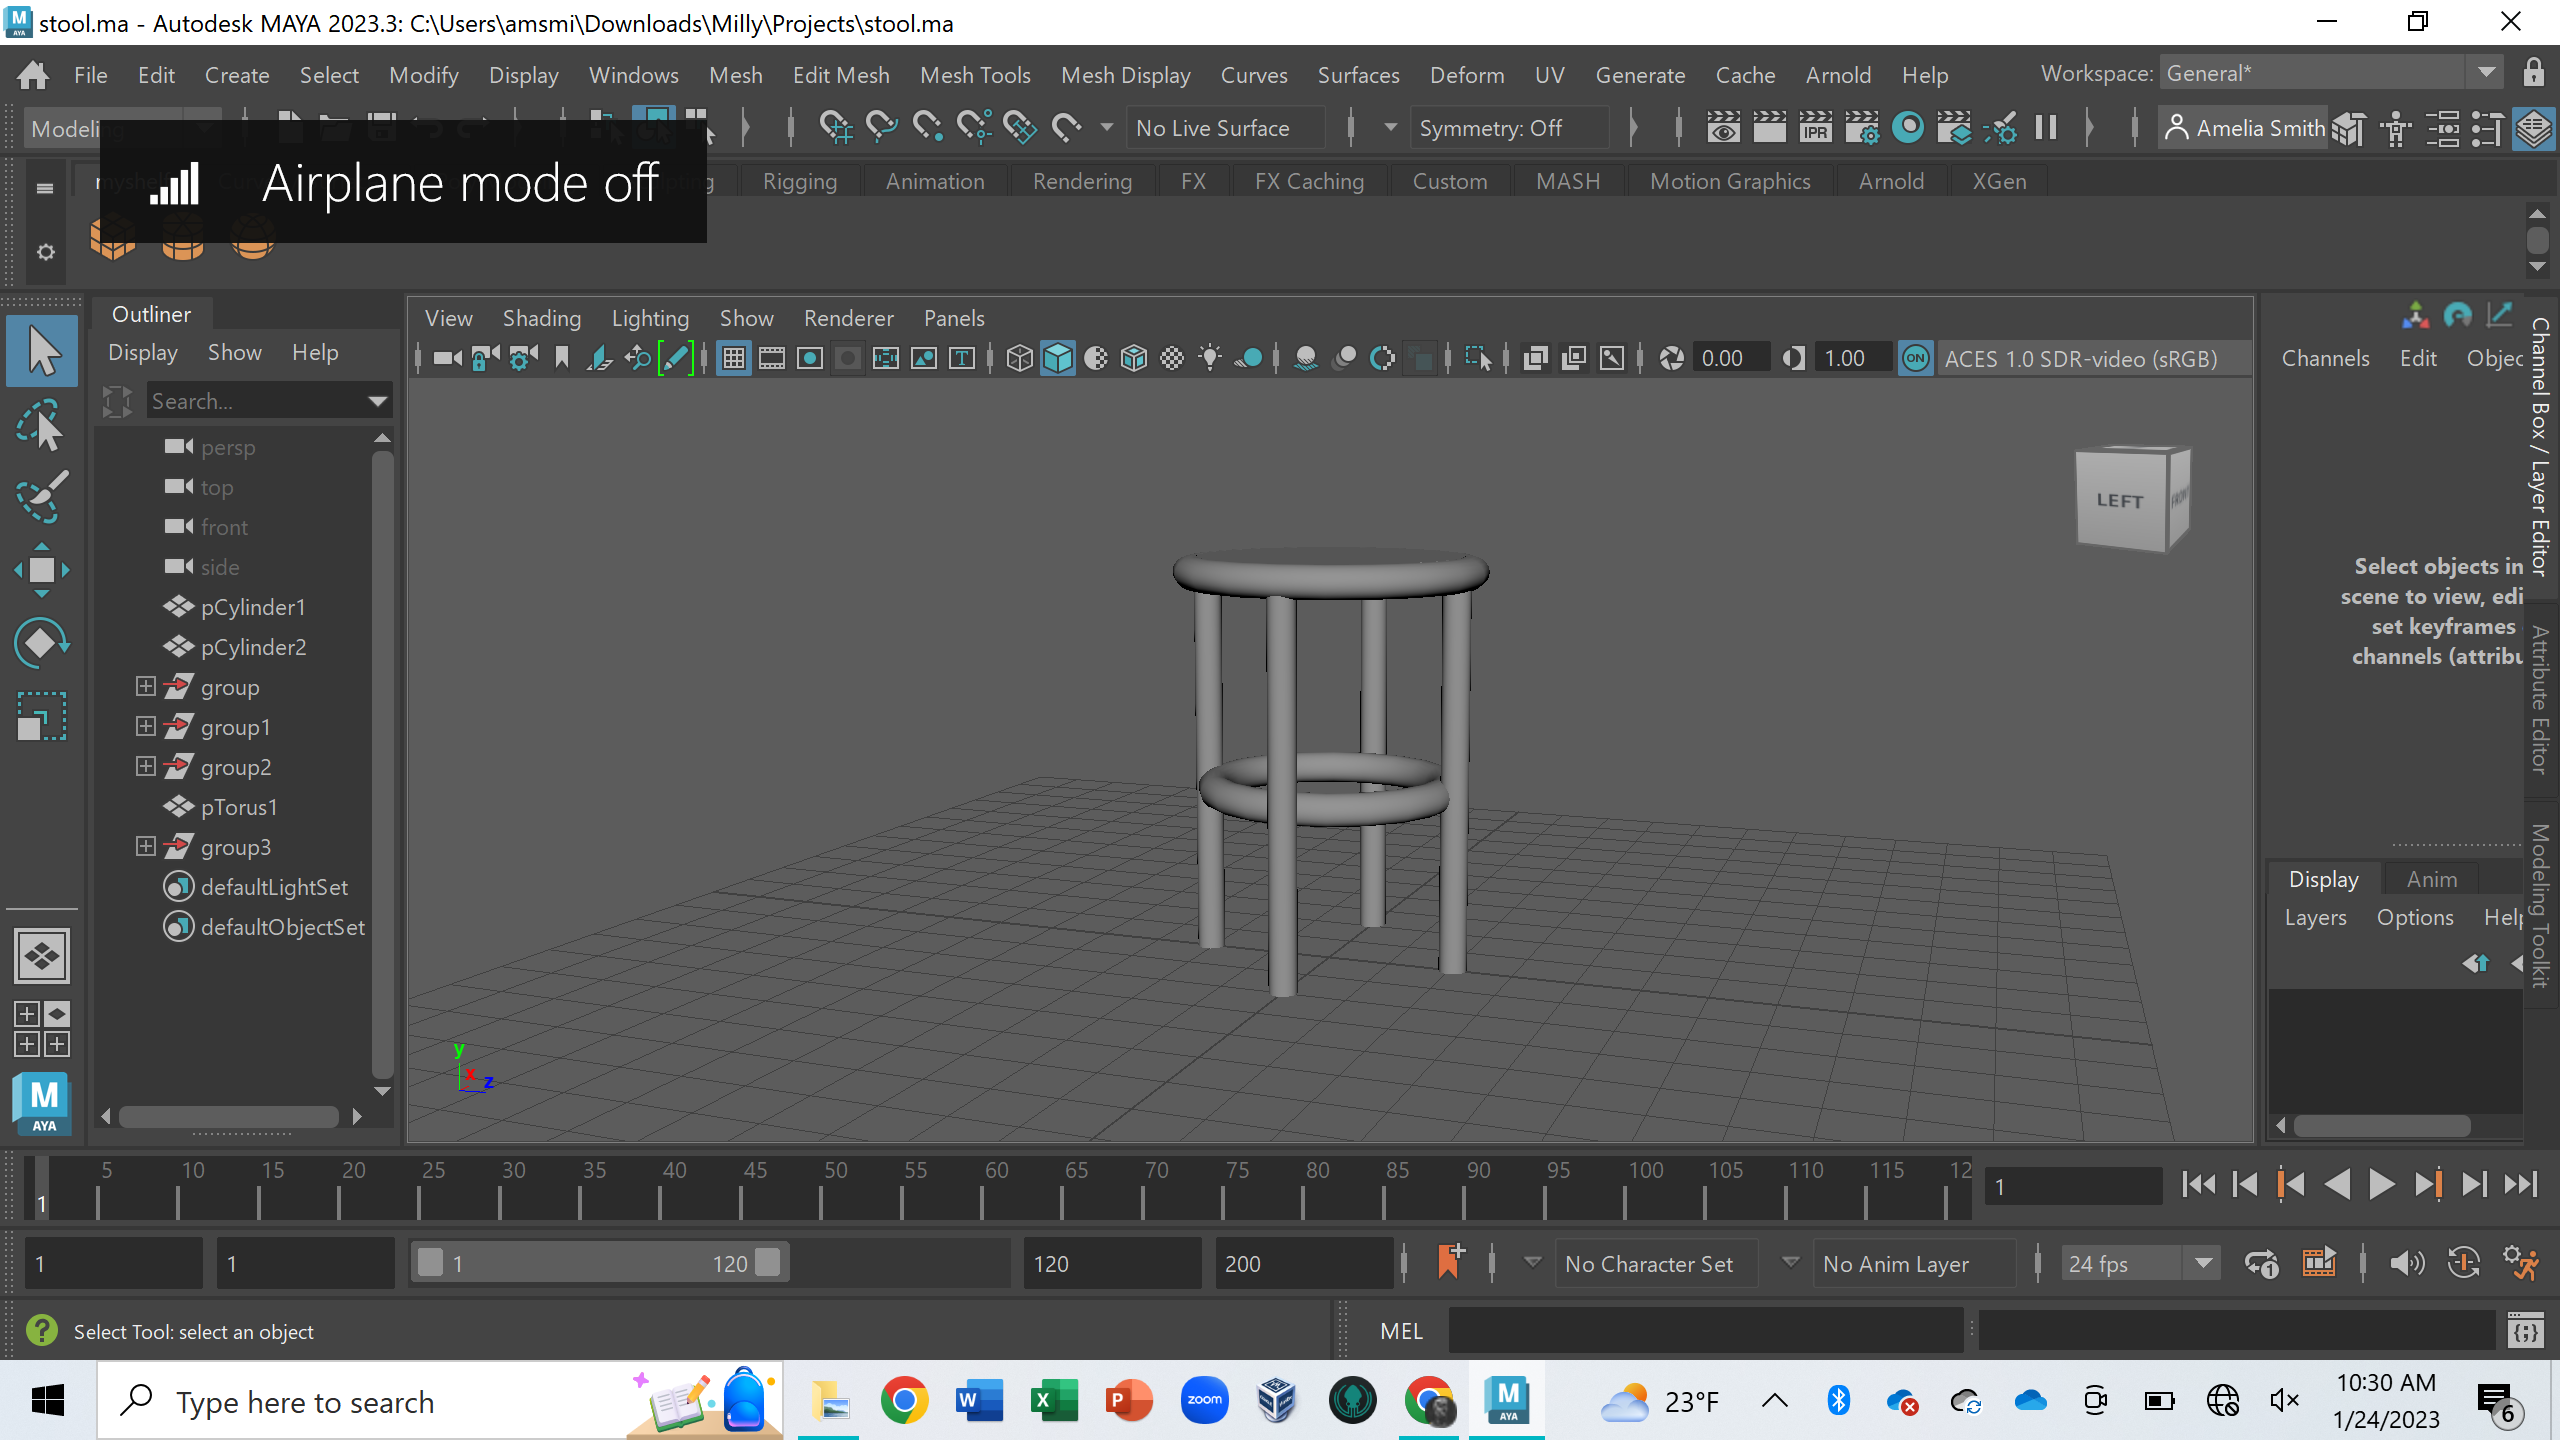 stool.ma - Autodesk MAYA 2023.3: C:\Users\amsmi\Downloads\Milly\Projects\stool.ma
File Edit Create Select Modify Display Windows Mesh Edit Mesh Mesh Tools Mesh Display Curves Surfaces Deform UV Generate Cache Arnold Help Workspace: General*
Modeling No Live Surface Symmetry: Off IPR Amelia Smith
Airplane mode off
Rigging Animation Rendering FX FX Caching Custom MASH Motion Graphics Arnold XGen
Outliner
Display Show Help
Search...
persp
top
front
side
pCylinder1
pCylinder2
group
group1
group2
pTorus1
group3
defaultLightSet
defaultObjectSet
View Shading Lighting Show Renderer Panels
0.00 1.00 ON ACES 1.0 SDR-video (sRGB)
LEFT
y
x
z
Channels Edit Objec
Select objects in
scene to view, edi
set keyframes
channels (attribu
Channel Box / Layer Editor
Attribute Editor
Modeling Toolkit
Display Anim
Layers Options Help
M
AYA
5 10 15 20 25 30 35 40 45 50 55 60 65 70 75 80 85 90 95 100 105 110 115 12
1
1
1 1 1 120 120 200 No Character Set No Anim Layer 24 fps
Select Tool: select an object MEL
Type here to search zoom M AYA 23°F 10:30 AM
1/24/2023 6